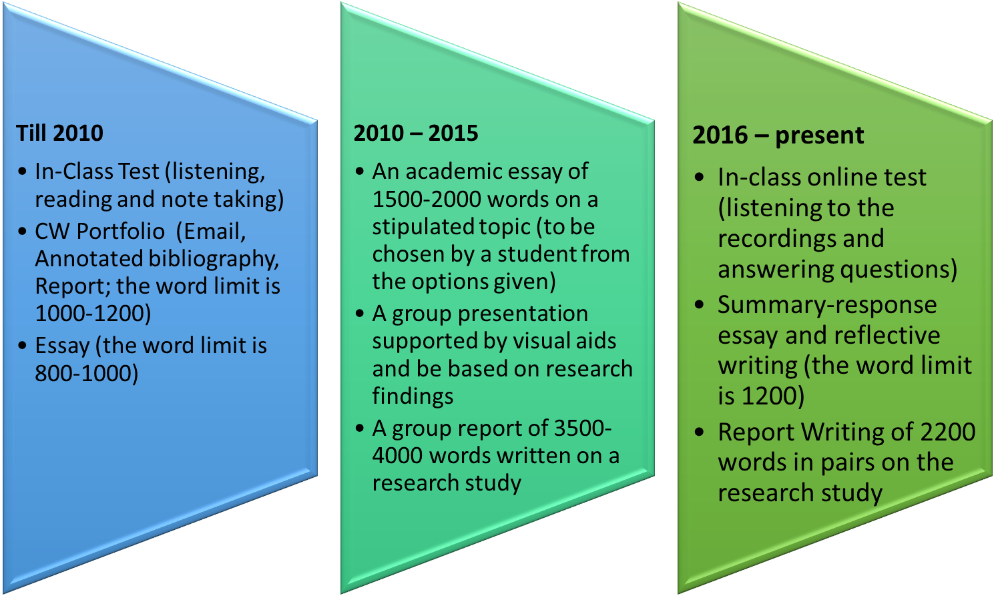 Till 2010
• In-Class Test (listening,
reading and note taking)
• CW Portfolio (Email,
Annotated bibliography,
Report; the word limit is
1000-1200)
• Essay (the word limit is
800-1000)
2010 – 2015
• An academic essay of
1500-2000 words on a
stipulated topic (to be
chosen by a student from
the options given)
• A group presentation
supported by visual aids
and be based on research
findings
• A group report of 3500-
4000 words written on a
research study
2016 – present
• In-class online test
(listening to the
recordings and
answering questions)
• Summary-response
essay and reflective
writing (the word limit
is 1200)
• Report Writing of 2200
words in pairs on the
research study